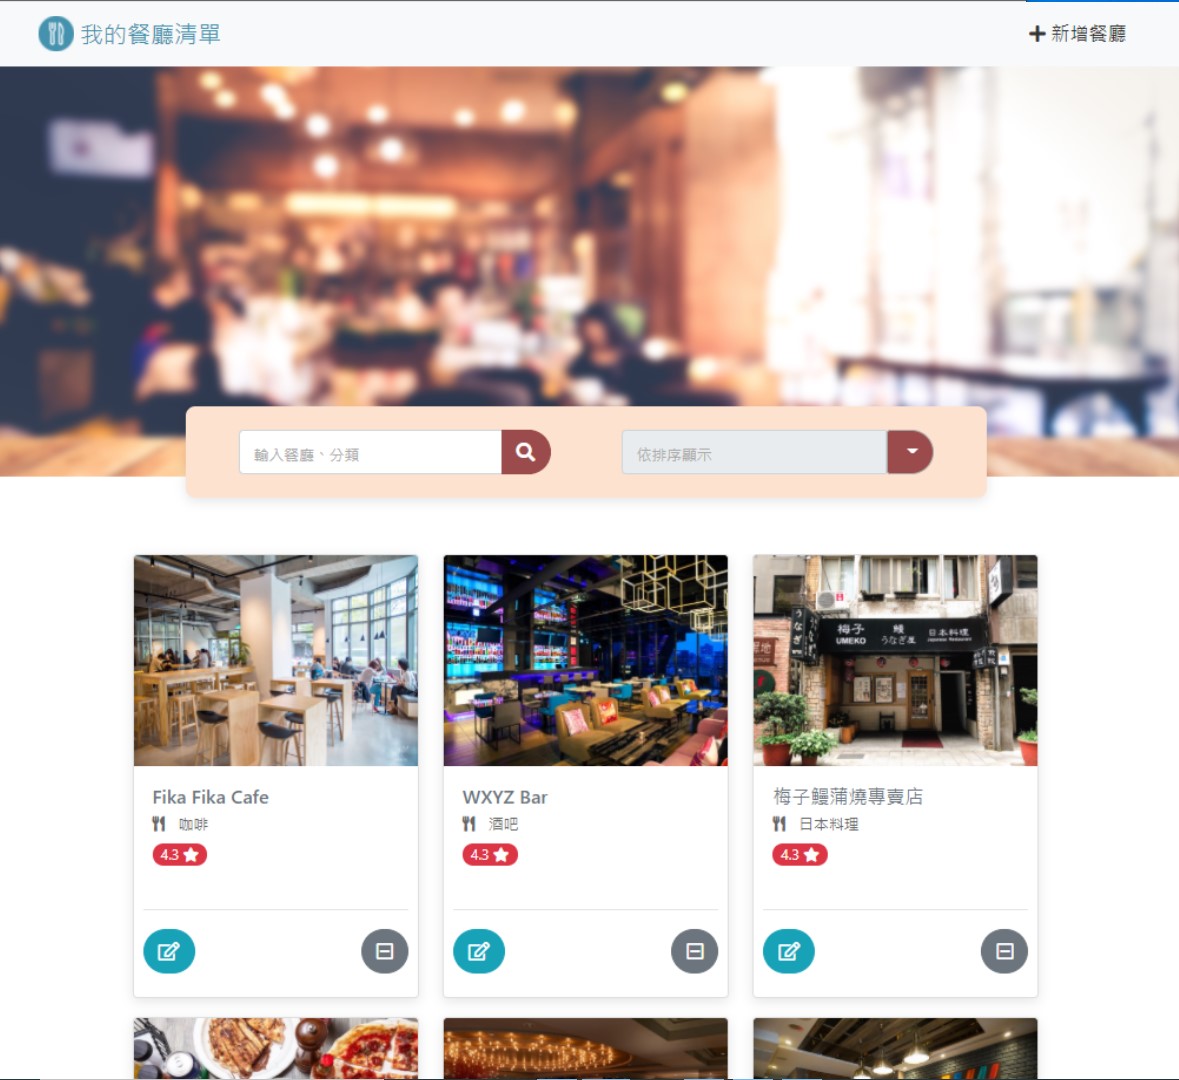 我的餐廳清單
新增餐廳
輸入餐廳、分類
依排序顯示
梅子
UMEKO
鰻
うなぎ屋
日本料理
Japanese Restaurant
うなぎ
Fika Fika Cafe
咖啡
4.3
WXYZ Bar
酒吧
4.3
梅子鰻蒲燒專賣店
日本料理
4.3